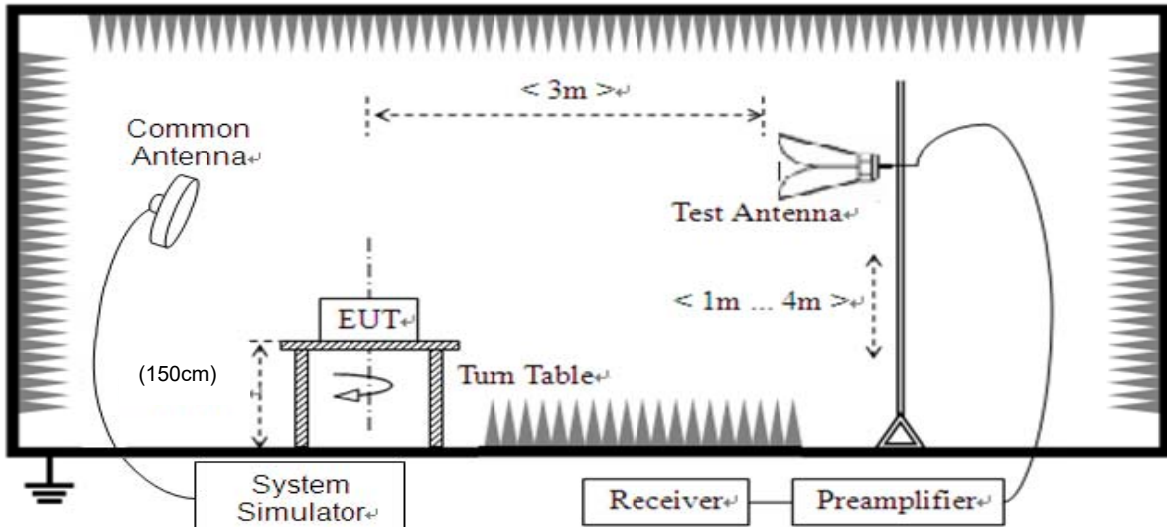 < 3m >↵
Common
Antenna↵
Test Antenna↵
< 1m ... 4m >↵
EUT↵
(150cm)
Turn Table↵
System
Simulator↵
Receiver↵
Preamplifier↵